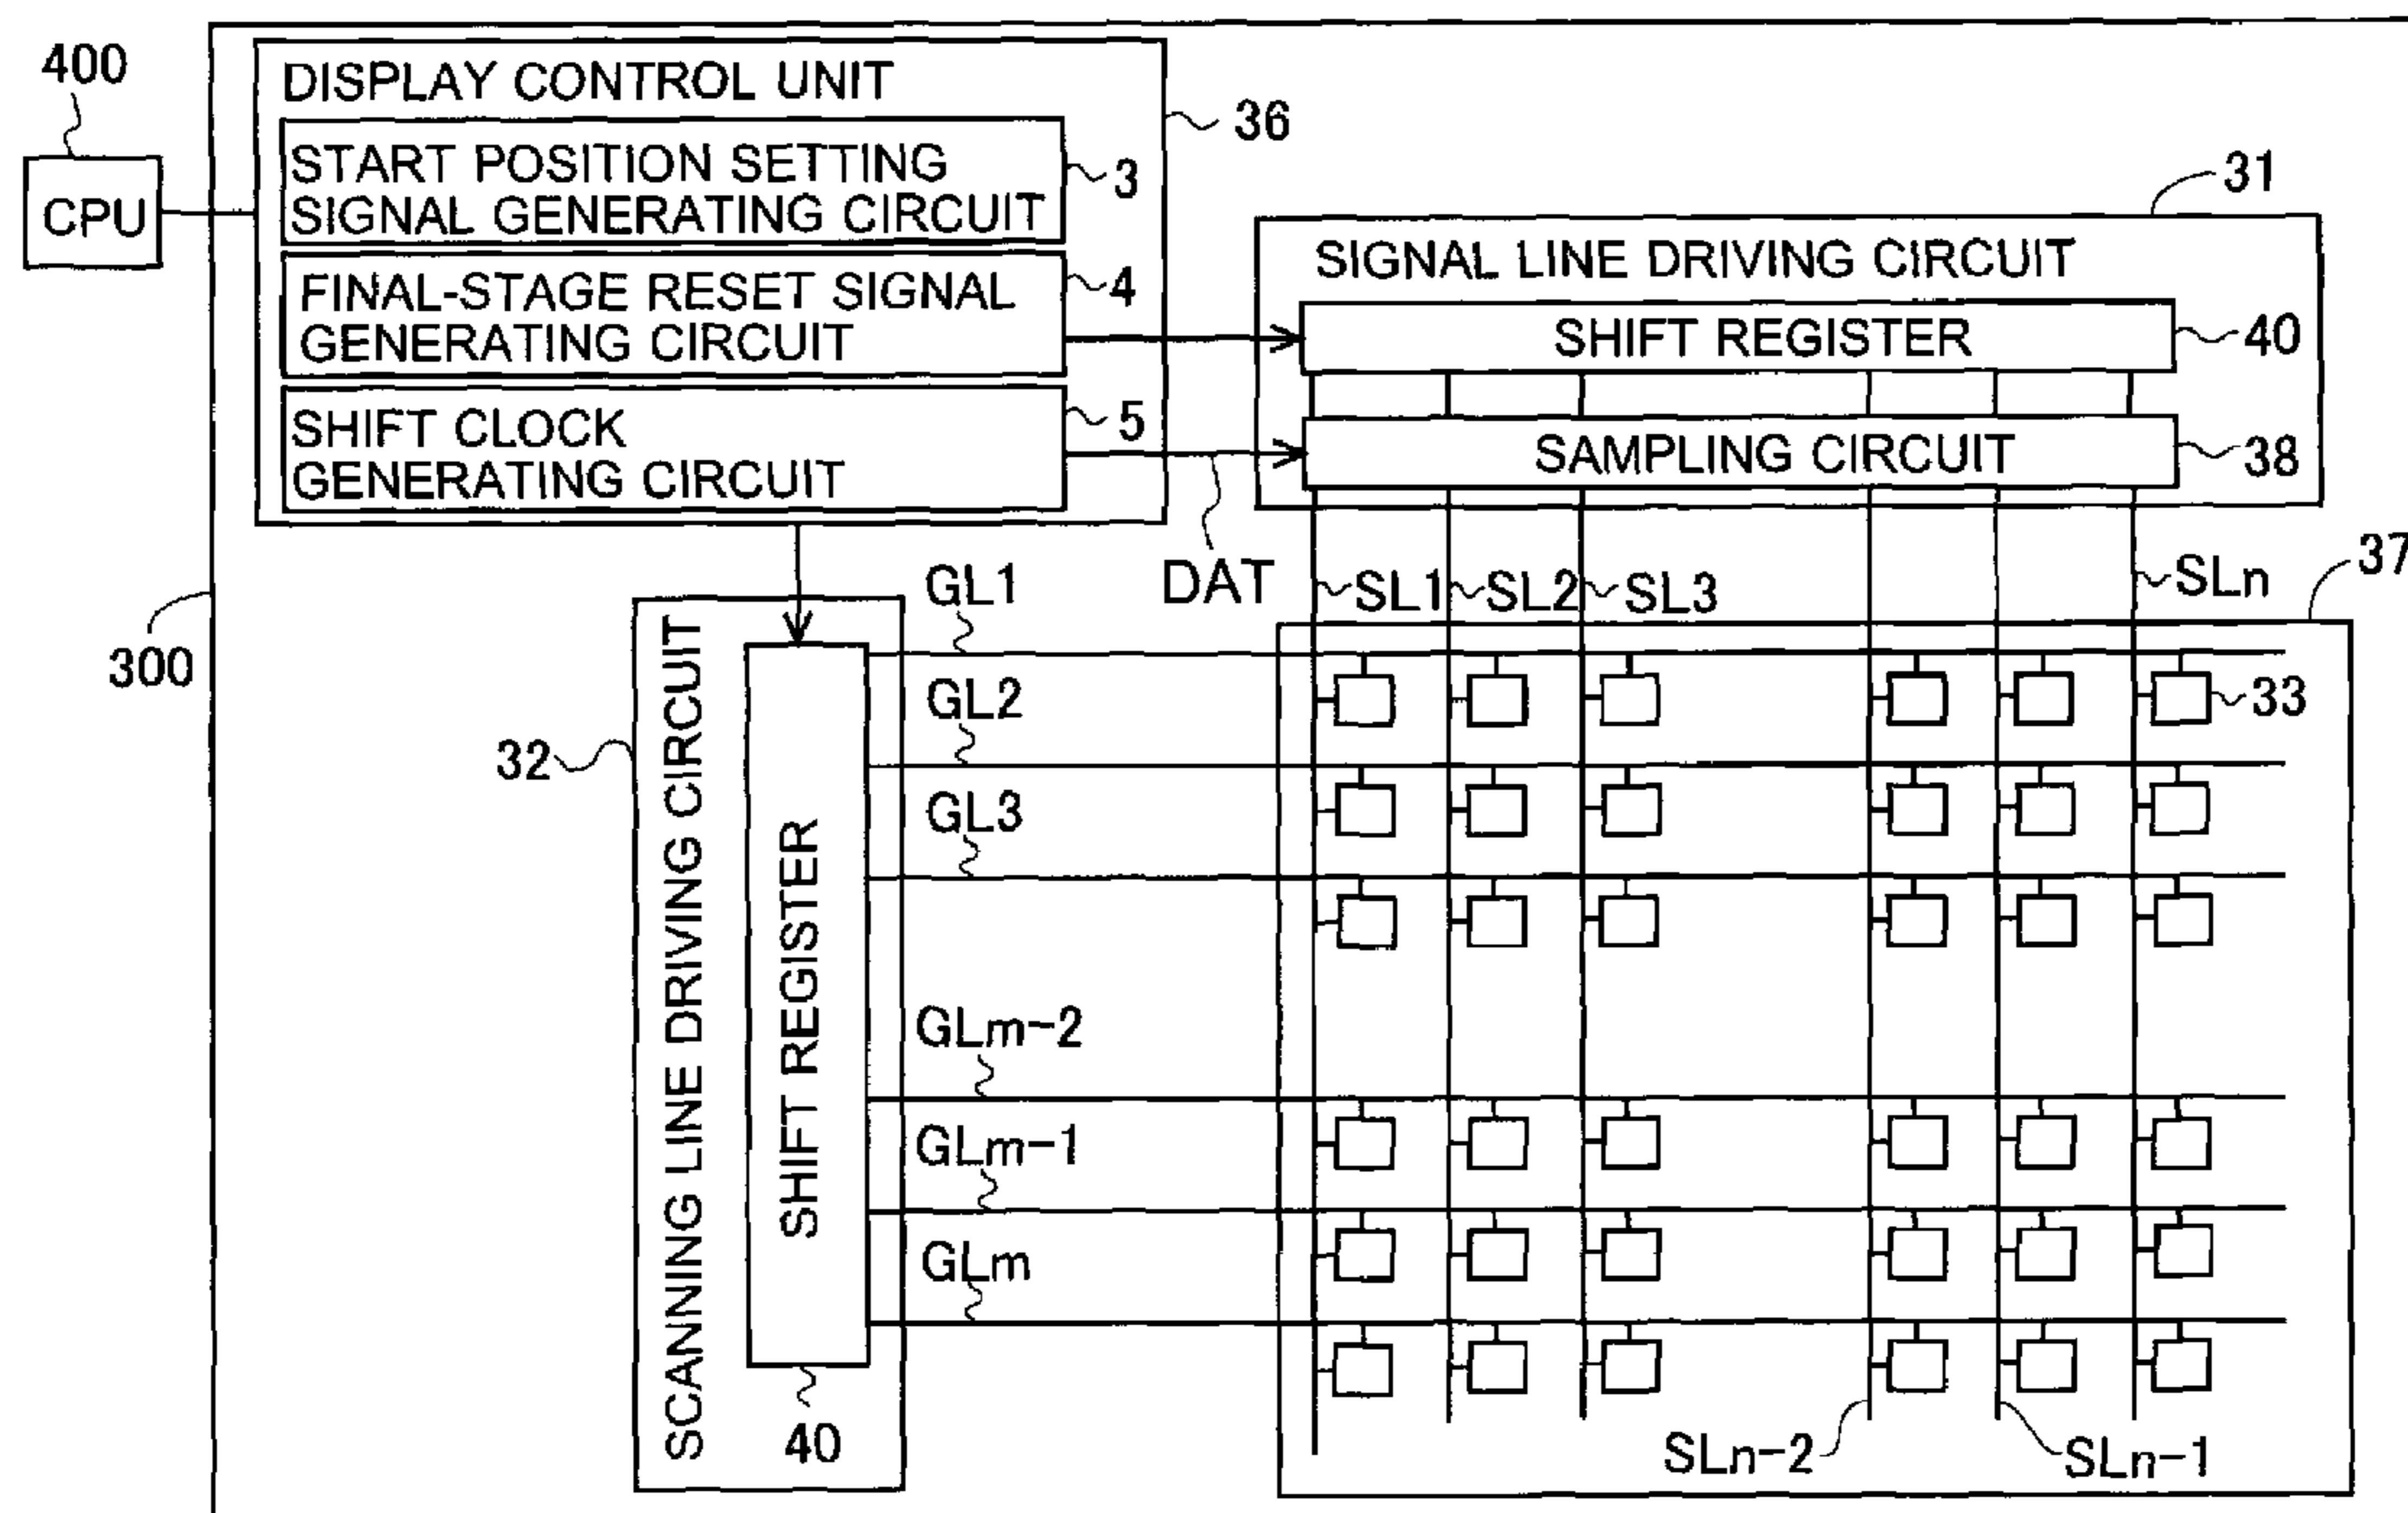 400
CPU
300
DISPLAY CONTROL UNIT
36
START POSITION SETTING
SIGNAL GENERATING CIRCUIT
3
FINAL-STAGE RESET SIGNAL
GENERATING CIRCUIT
4
SHIFT CLOCK
GENERATING CIRCUIT
5
31
SIGNAL LINE DRIVING CIRCUIT
SHIFT REGISTER
40
SAMPLING CIRCUIT
38
DAT
SL1
SL2
SL3
SLn
37
33
32
SCANNING LINE DRIVING CIRCUIT
SHIFT REGISTER
40
GL1
GL2
GL3
GLm-2
GLm-1
GLm
SLn-2
SLn-1